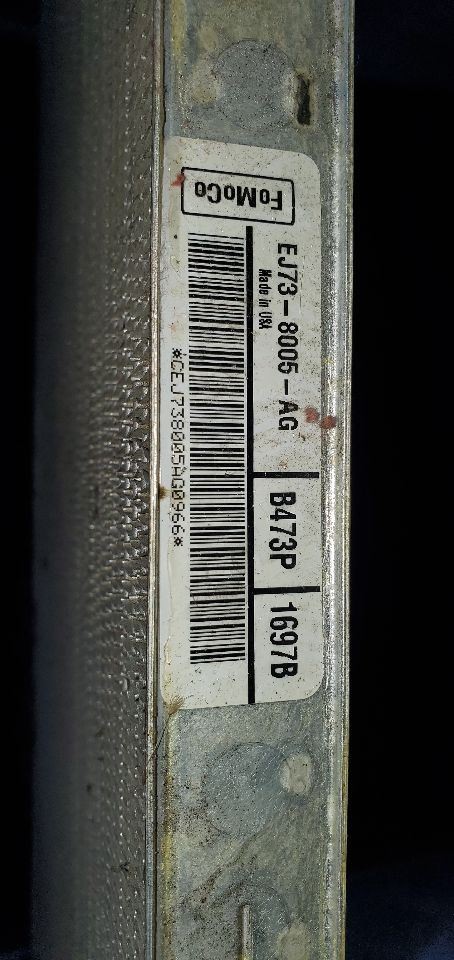 FoMoCo
EJ73-8005-AG
B473P
1697B
Made in USA
*CEJ738005AG0966*